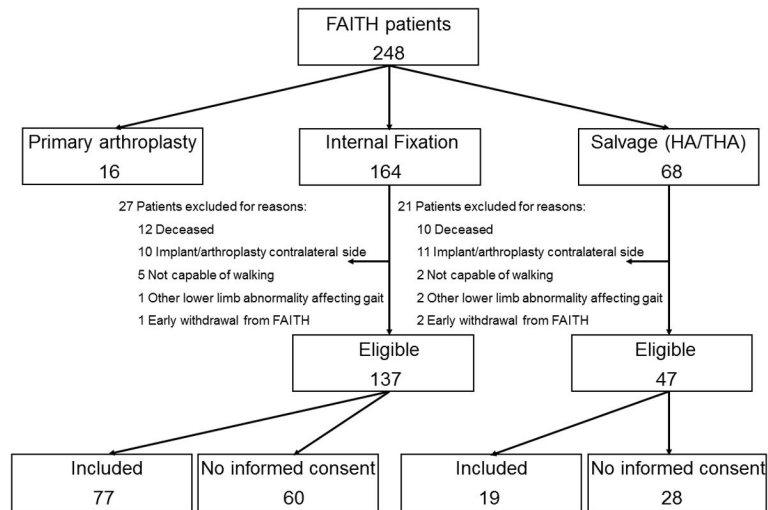 FAITH patients
248
Primary arthroplasty
16
Internal Fixation
164
Salvage (HA/THA)
68
27 Patients excluded for reasons:
12 Deceased
10 Implant/arthroplasty contralateral side
5 Not capable of walking
1 Other lower limb abnormality affecting gait
1 Early withdrawal from FAITH
21 Patients excluded for reasons:
10 Deceased
11 Implant/arthroplasty contralateral side
2 Not capable of walking
2 Other lower limb abnormality affecting gait
2 Early withdrawal from FAITH
Eligible
137
Eligible
47
Included
77
No informed consent
60
Included
19
No informed consent
28